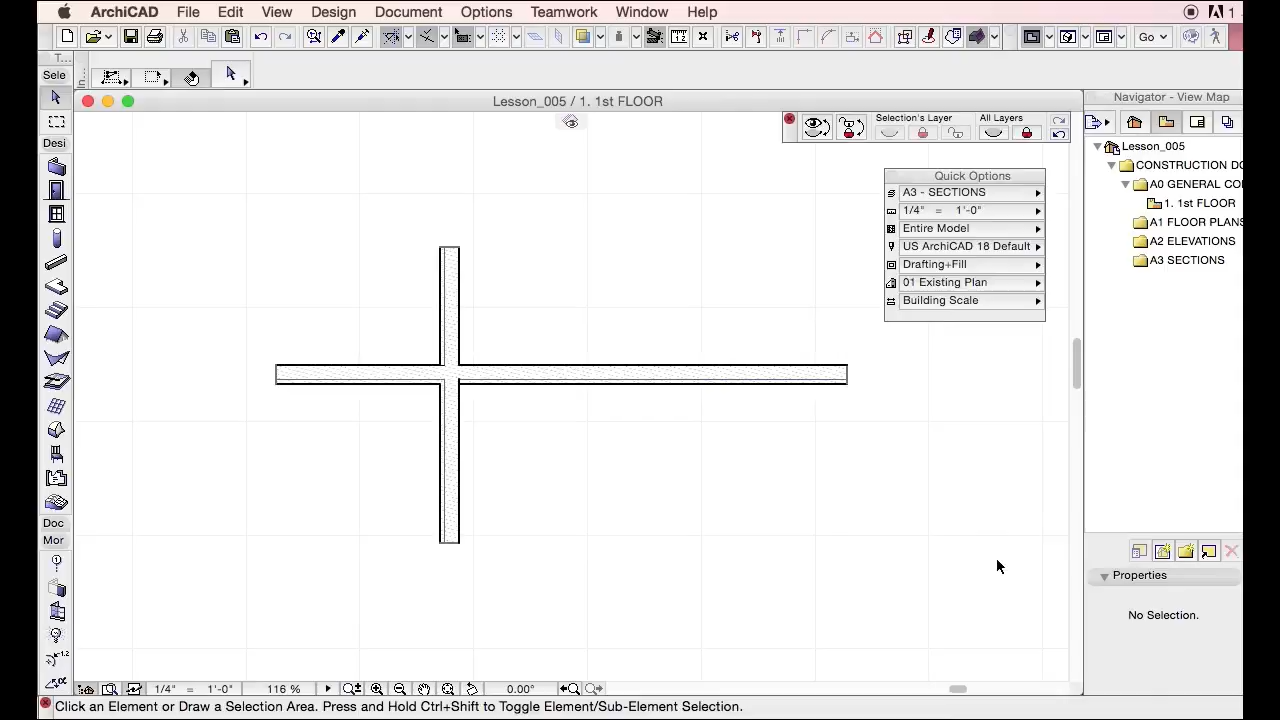 ArchiCAD File Edit View Design Document Options Teamwork Window Help
1
Go
T...
Sele
Lesson_005 / 1. 1st FLOOR
Navigator - View Map
Selection's Layer All Layers
Desi
Lesson_005
CONSTRUCTION DO
A0 GENERAL CO
1. 1st FLOOR
A1 FLOOR PLANS
A2 ELEVATIONS
A3 SECTIONS
Quick Options
A3 - SECTIONS
1/4" = 1'-0"
Entire Model
US ArchiCAD 18 Default
Drafting+Fill
01 Existing Plan
Building Scale
Doc
Mor
1.2
Properties
No Selection.
1/4" = 1'-0" 116 % 0.00°
Click an Element or Draw a Selection Area. Press and Hold Ctrl+Shift to Toggle Element/Sub-Element Selection.